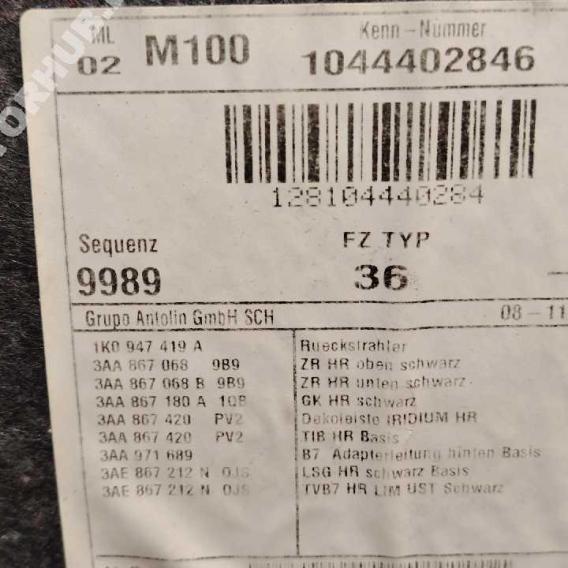 ML Kenn-Nummer
02 M100 1044402846
128104440284
Sequenz FZ TYP
9989 36
Grupo Antolin GmbH SCH 08-11
1K0 947 419 A Rueckstrahler
3AA 867 068 9B9 ZR HR oben schwarz
3AA 867 068 B 9B9 ZR HR unten schwarz
3AA 867 180 A 1QB GK HR schwarz
3AA 867 420 PV2 Dekoleiste IRIDIUM HR
3AA 867 420 PV2 TIB HR Basis
3AA 971 689 B7 Adapterleitung hinten Basis
3AE 867 212 N 0JS LSG HR schwarz Basis
3AE 867 212 N 0JS TVB7 HR LIM UST Schwarz